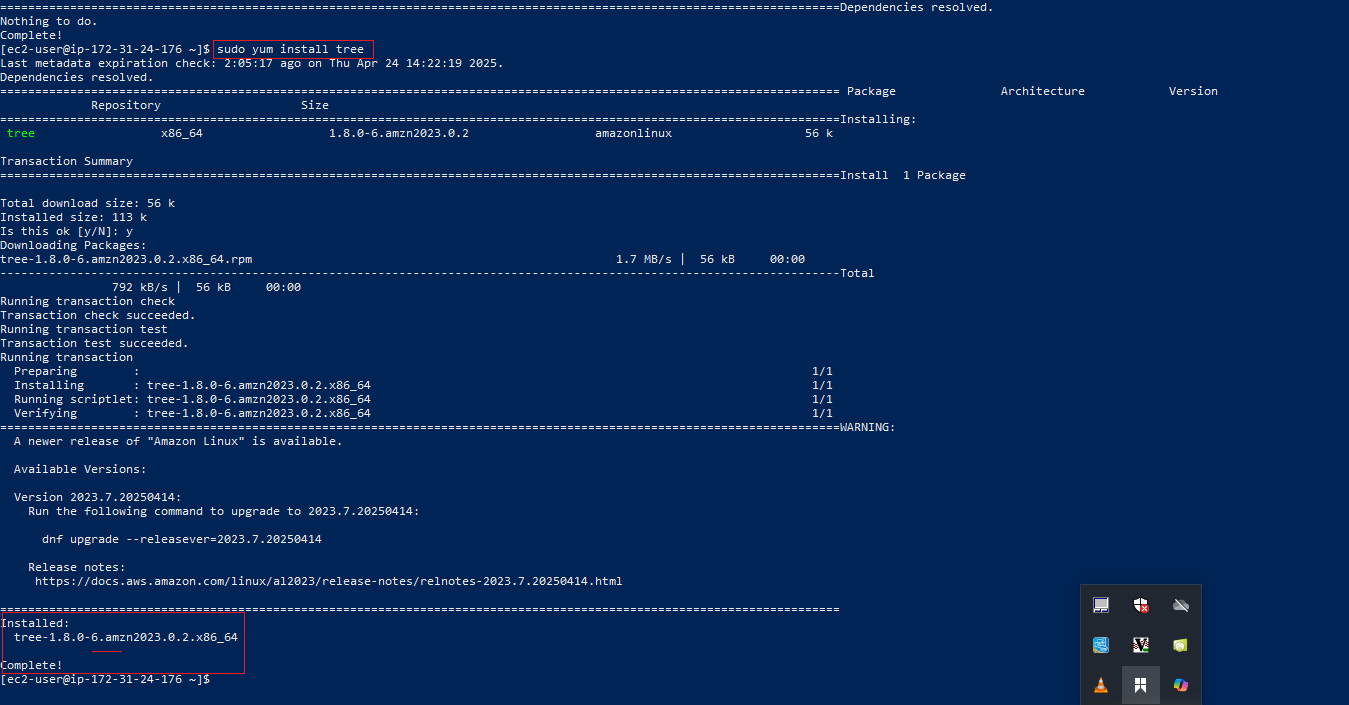 ================================================================================Dependencies resolved.
Nothing to do.
Complete!
[ec2-user@ip-172-31-24-176 ~]$ sudo yum install tree
Last metadata expiration check: 2:05:17 ago on Thu Apr 24 14:22:19 2025.
Dependencies resolved.
================================================================================ Package Architecture Version
Repository Size
================================================================================Installing:
tree x86_64 1.8.0-6.amzn2023.0.2 amazonlinux 56 k
Transaction Summary
================================================================================Install 1 Package
Total download size: 56 k
Installed size: 113 k
Is this ok [y/N]: y
Downloading Packages:
tree-1.8.0-6.amzn2023.0.2.x86_64.rpm 1.7 MB/s | 56 kB 00:00
--------------------------------------------------------------------------------Total
792 kB/s | 56 kB 00:00
Running transaction check
Transaction check succeeded.
Running transaction test
Transaction test succeeded.
Running transaction
Preparing : 1/1
Installing : tree-1.8.0-6.amzn2023.0.2.x86_64 1/1
Running scriptlet: tree-1.8.0-6.amzn2023.0.2.x86_64 1/1
Verifying : tree-1.8.0-6.amzn2023.0.2.x86_64 1/1
================================================================================WARNING:
A newer release of "Amazon Linux" is available.
Available Versions:
Version 2023.7.20250414:
Run the following command to upgrade to 2023.7.20250414:
dnf upgrade --releasever=2023.7.20250414
Release notes:
https://docs.aws.amazon.com/linux/al2023/release-notes/relnotes-2023.7.20250414.html
================================================================================
Installed:
tree-1.8.0-6.amzn2023.0.2.x86_64
Complete!
[ec2-user@ip-172-31-24-176 ~]$